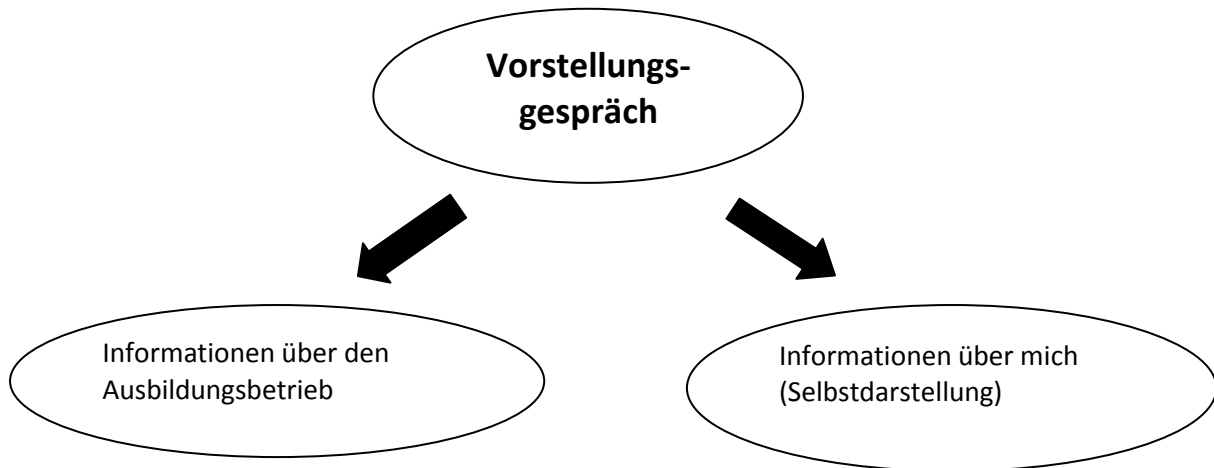 Vorstellungs-
gespräch
Informationen über den
Ausbildungsbetrieb
Informationen über mich
(Selbstdarstellung)